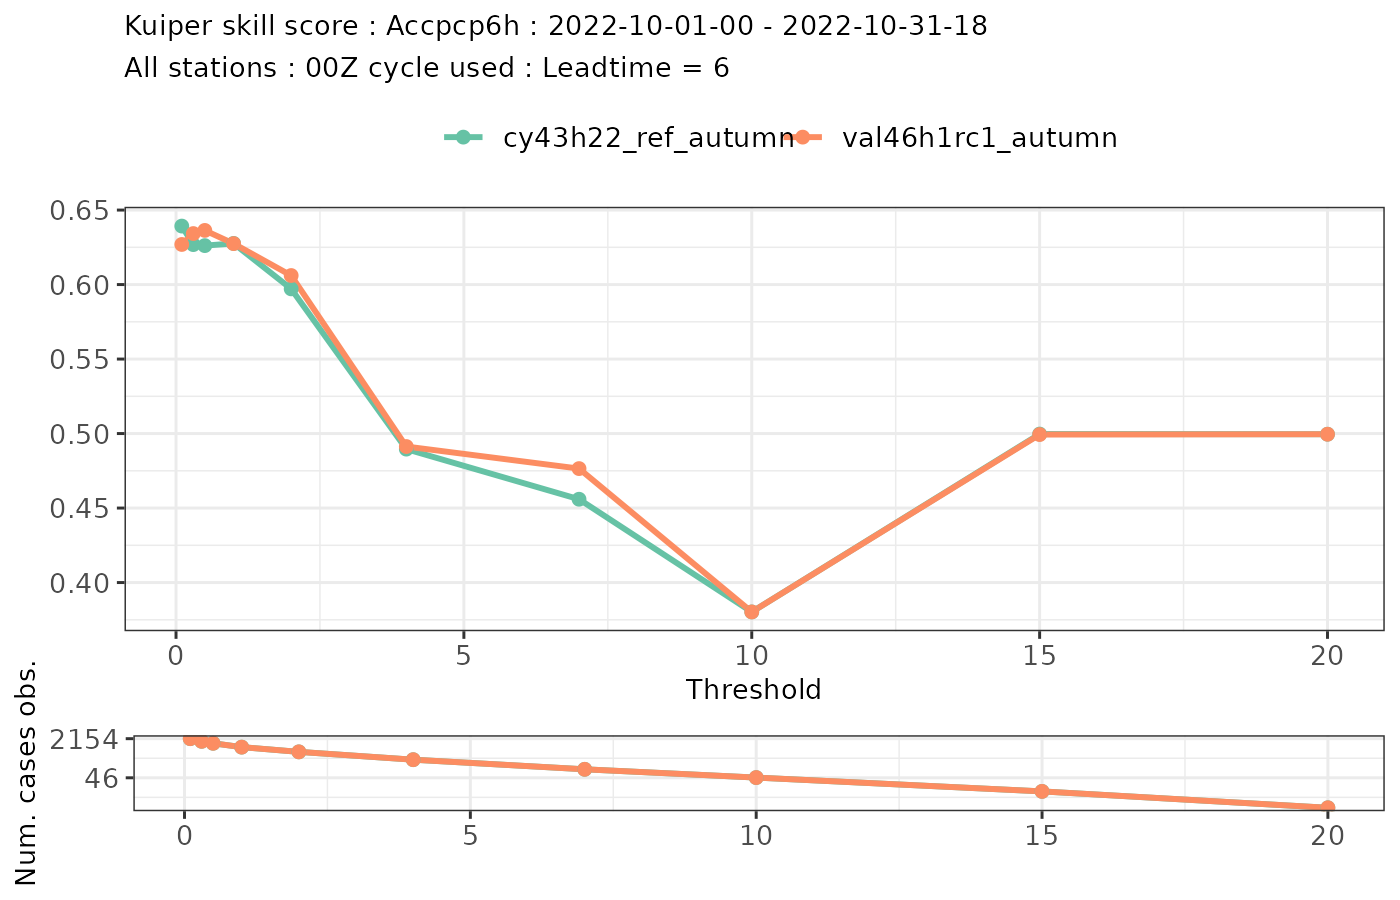 Kuiper skill score : Accpcp6h : 2022-10-01-00 - 2022-10-31-18
All stations : 00Z cycle used : Leadtime = 6
cy43h22_ref_autumn val46h1rc1_autumn
0.65
0.60
0.55
0.50
0.45
0.40
0 5 10 15 20
Threshold
Num. cases obs.
2154
46
0 5 10 15 20